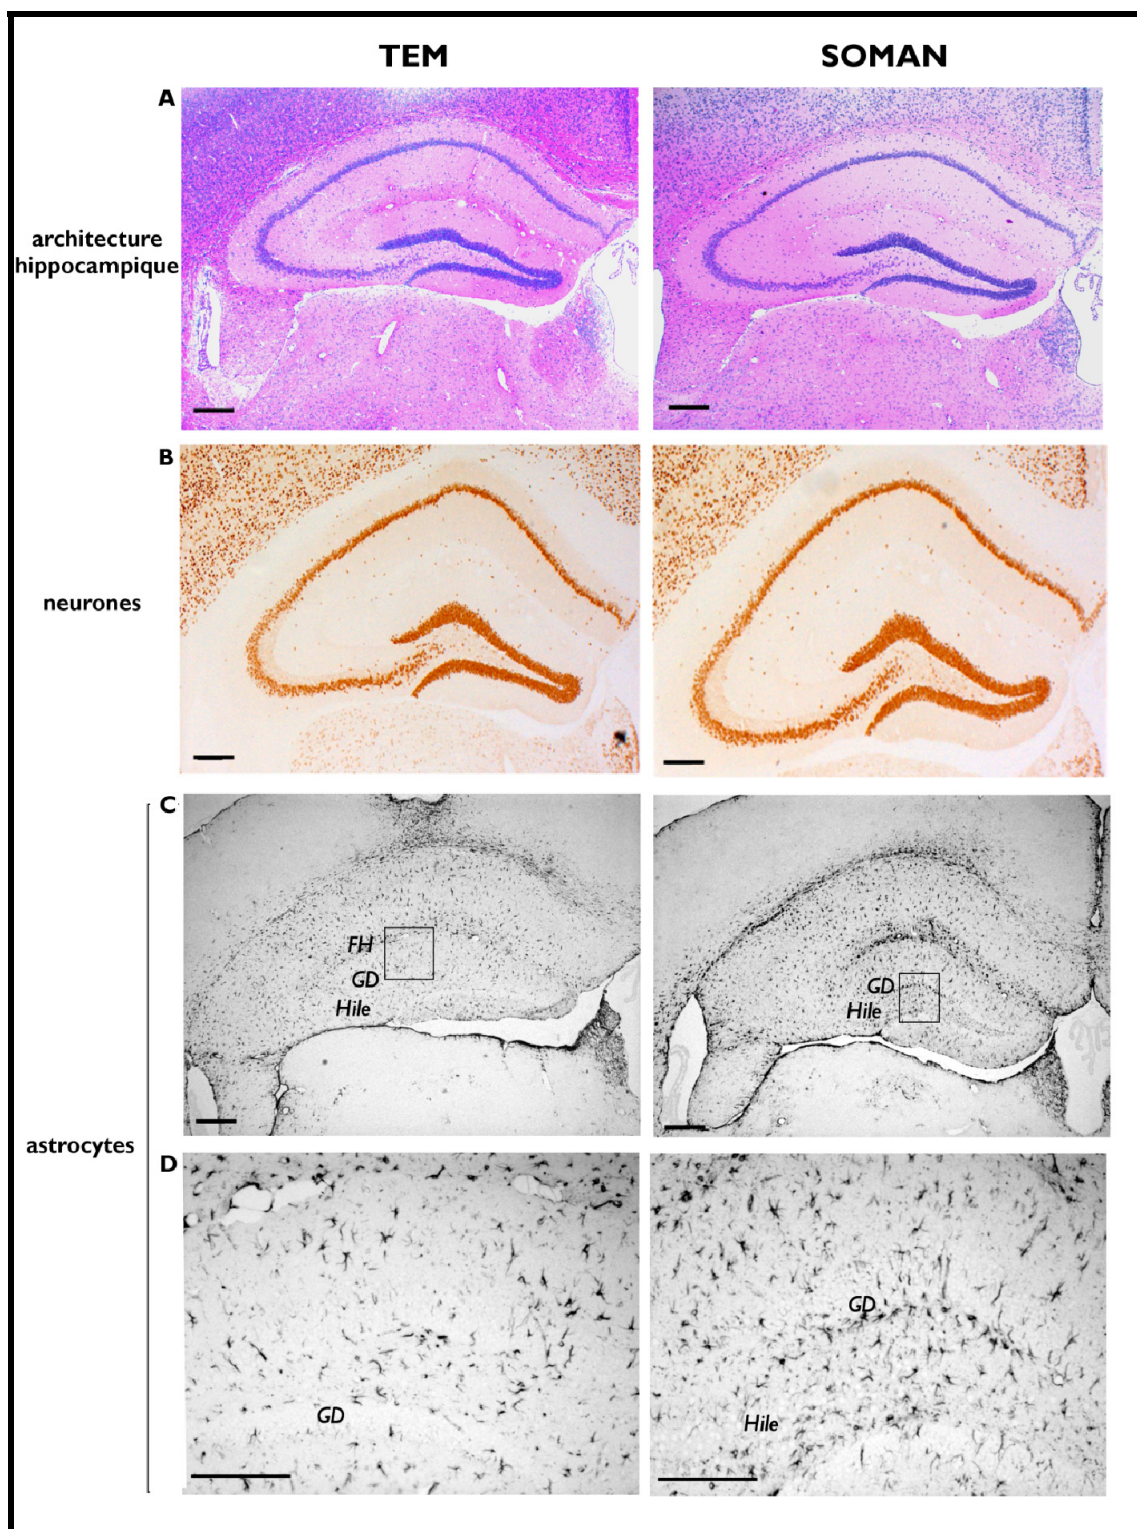 TEM SOMAN
A
architecture
hippocampique
B
neurones
C
FH
GD
Hile
GD
Hile
astrocytes
D
GD
GD
Hile